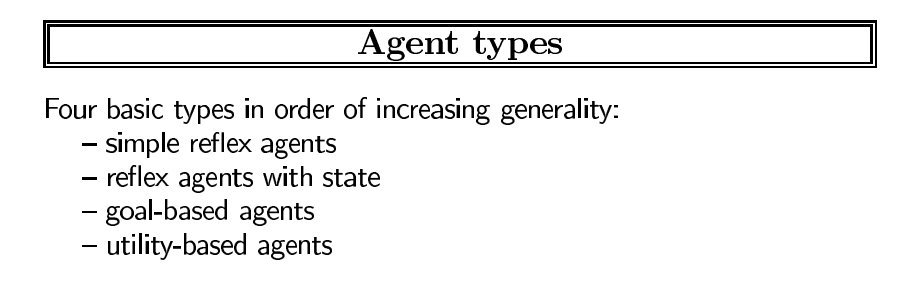 Agent types
Four basic types in order of increasing generality:
– simple reflex agents
– reflex agents with state
– goal-based agents
– utility-based agents